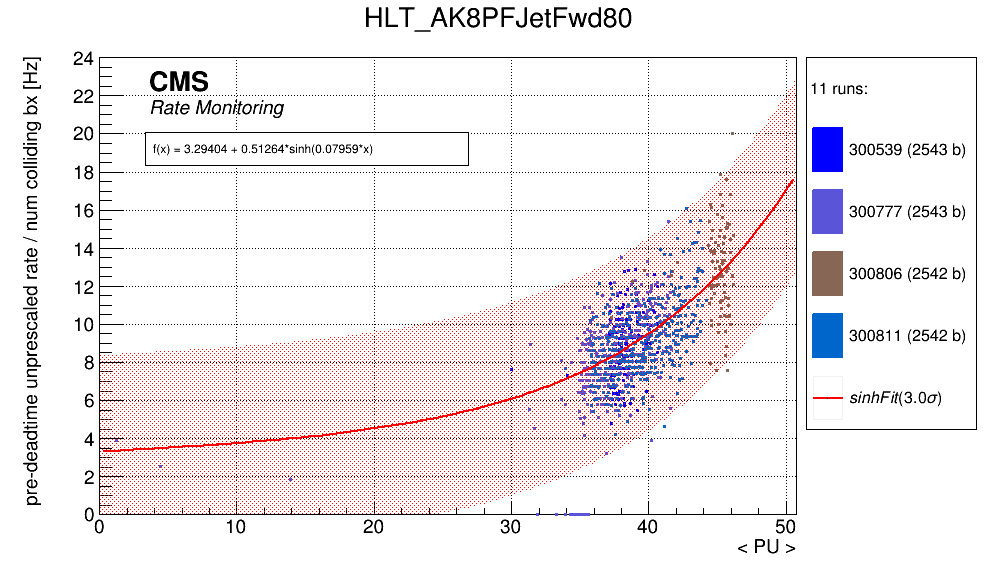 HLT_AK8PFJetFwd80
pre-deadtime unprescaled rate / num colliding bx [Hz]
24
22
20
18
16
14
12
10
8
6
4
2
0
CMS
Rate Monitoring
f(x) = 3.29404 + 0.51264*sinh(0.07959*x)
0 10 20 30 40 50
< PU >
11 runs:
300539 (2543 b)
300777 (2543 b)
300806 (2542 b)
300811 (2542 b)
sinhFit(3.0σ)